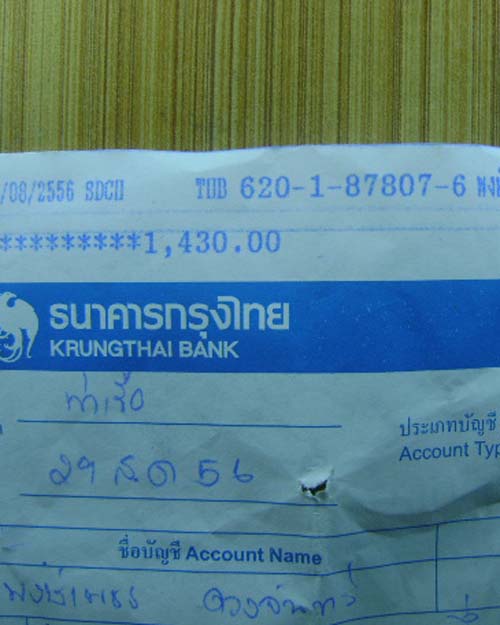 /08/2556 SDCH THB 620-1-87807-6
*********1,430.00
ธนาคารกรุงไทย
KRUNGTHAI BANK
ท่าเรือ
ประเภทบัญชี
Account Typ
29 ส.ค 56
ชื่อบัญชี Account Name